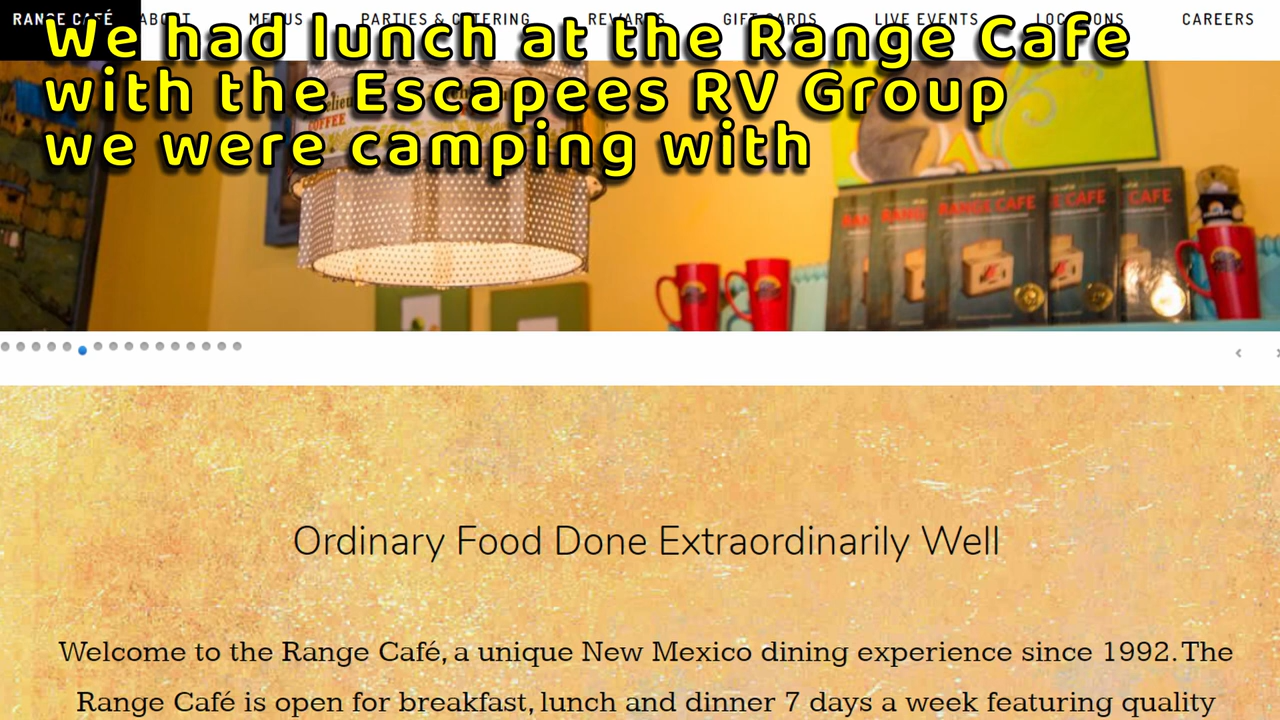 RANGE CAFÉ ABOUT MENUS PARTIES & CATERING REWARDS GIFT CARDS LIVE EVENTS LOCATIONS CAREERS
We had lunch at the Range Cafe
with the Escapees RV Group
we were camping with
COFFEE
RANGE CAFE
CAFE
Ordinary Food Done Extraordinarily Well
Welcome to the Range Café, a unique New Mexico dining experience since 1992. The
Range Café is open for breakfast, lunch and dinner 7 days a week featuring quality